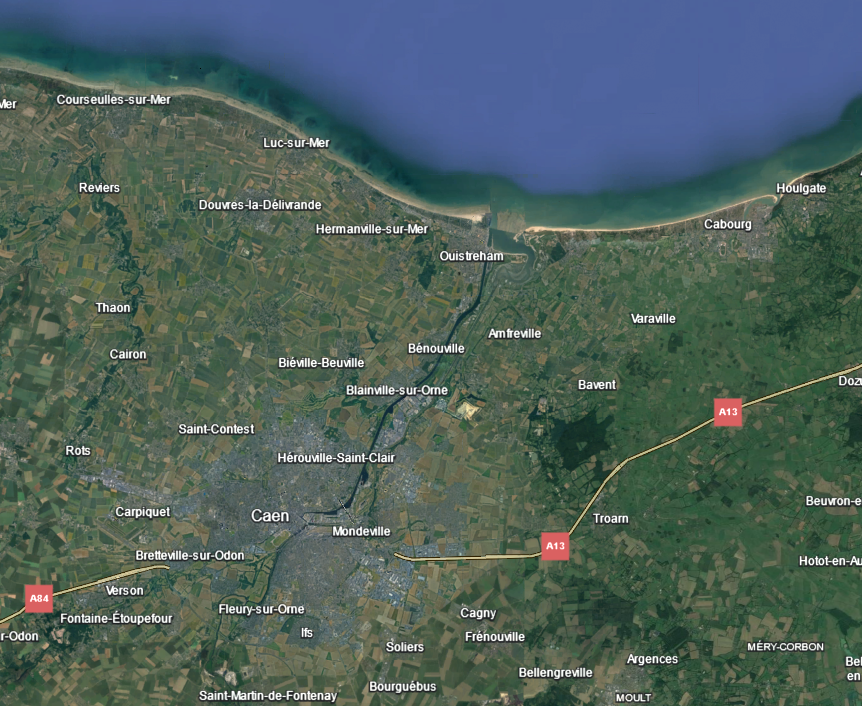 Mer
Courseulles-sur-Mer
Luc-sur-Mer
Reviers
Houlgate
Douvres-la-Délivrande
Hermanville-sur-Mer
Cabourg
Ouistreham
Thaon
Varaville
Amfreville
Bénouville
Cairon
Biéville-Beuville
Bavent
Blainville-sur-Orne
A13
Saint-Contest
Rots
Hérouville-Saint-Clair
Beuvron-e
Carpiquet
Caen
Troarn
Mondeville
A13
Bretteville-sur-Odon
Hotot-en-Au
Verson
A84
Fleury-sur-Orne
Cagny
Fontaine-Étoupefour
Ifs
r-Odon
Frénouville
Soliers
MÉRY-CORBON
Argences
Bel
en
Bellengreville
Bourguébus
Saint-Martin-de-Fontenay
MOULT